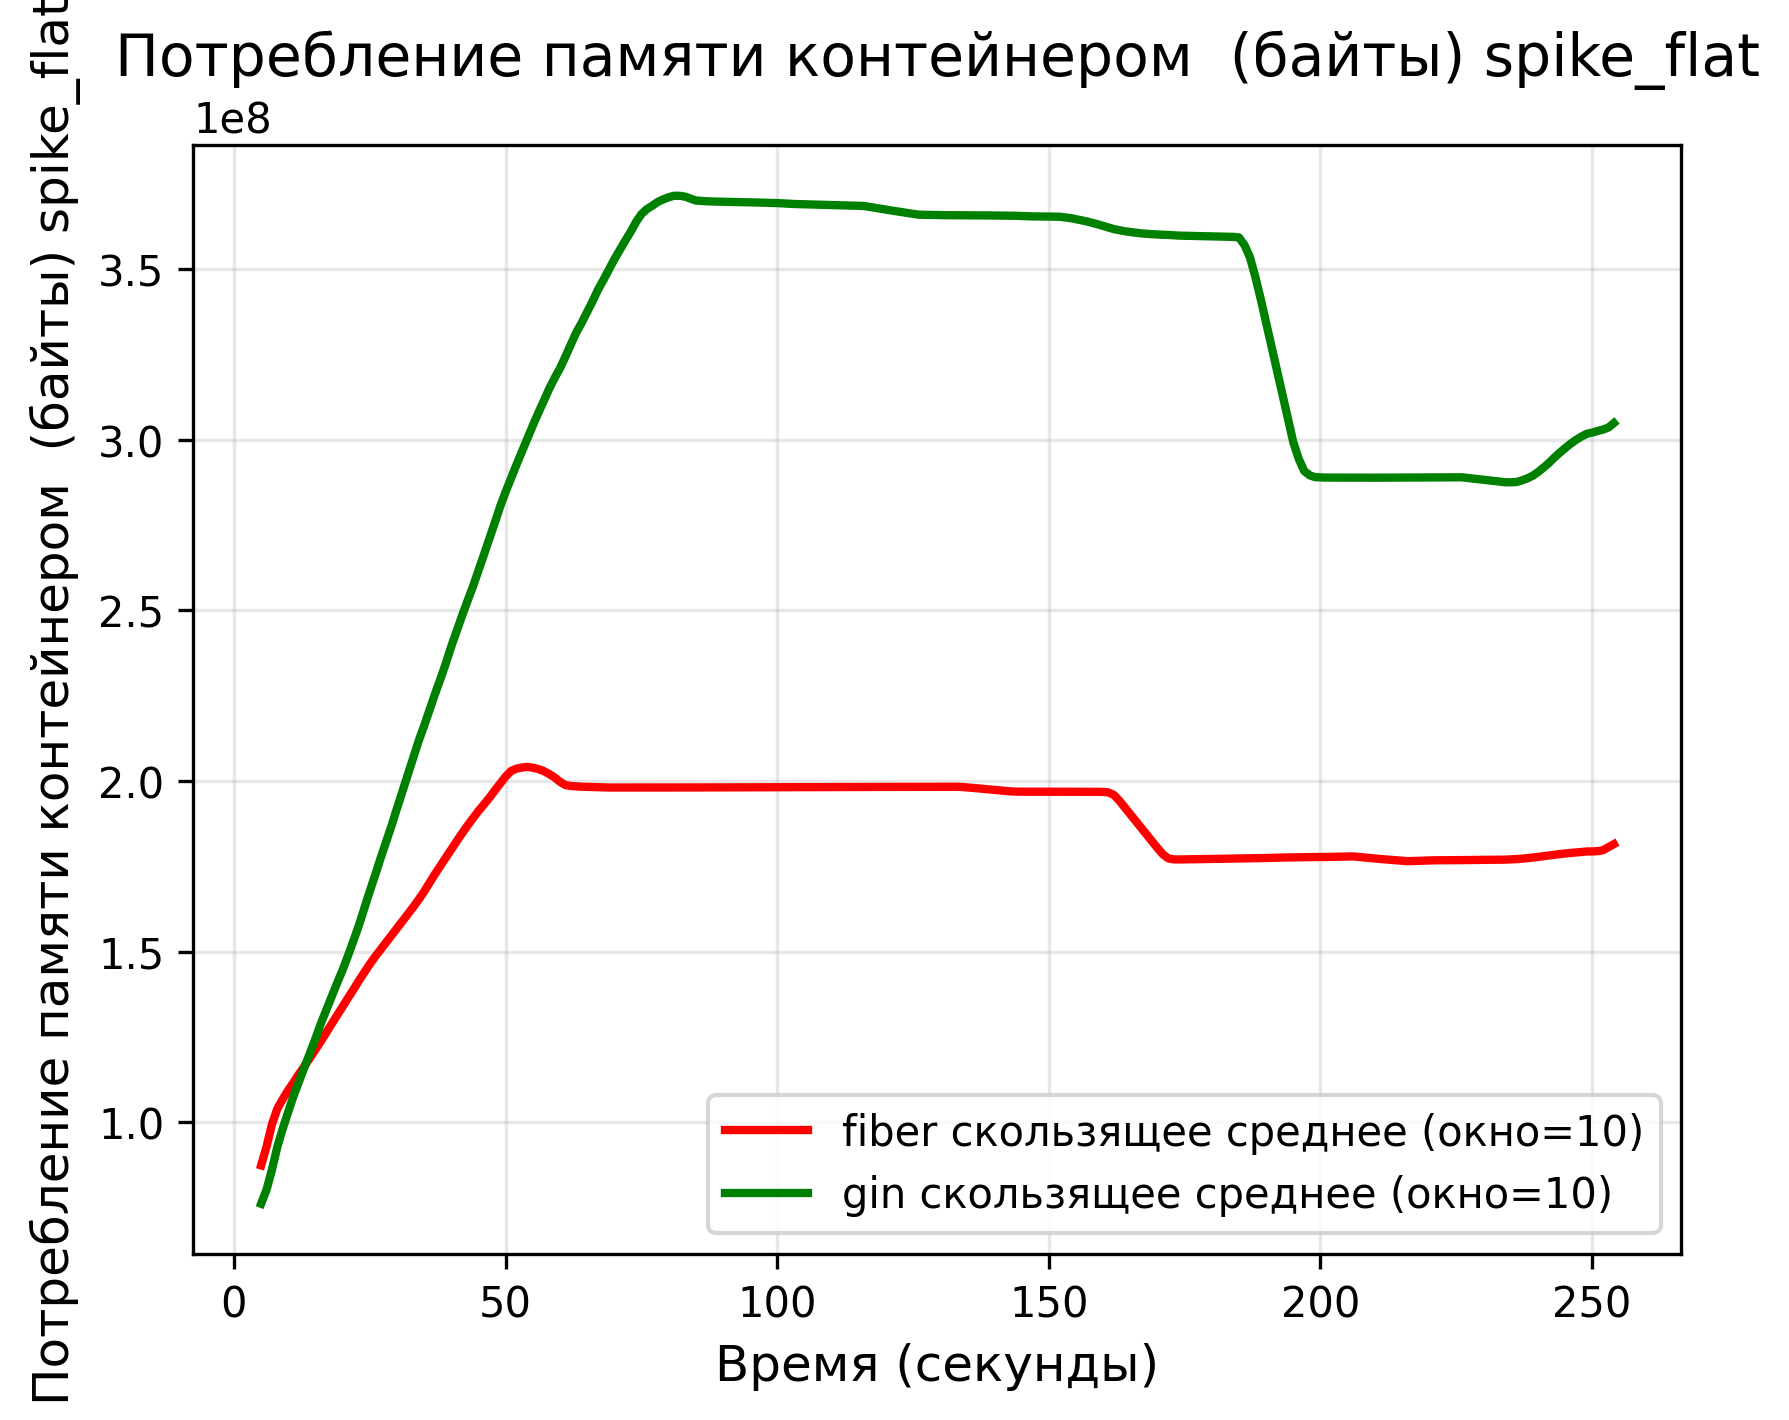 Потребление памяти контейнером  (байты) spike_flat
1e8
Потребление памяти контейнером  (байты) spike_flat
3.5
3.0
2.5
2.0
1.5
1.0
fiber скользящее среднее (окно=10)
gin скользящее среднее (окно=10)
0 50 100 150 200 250
Время (секунды)